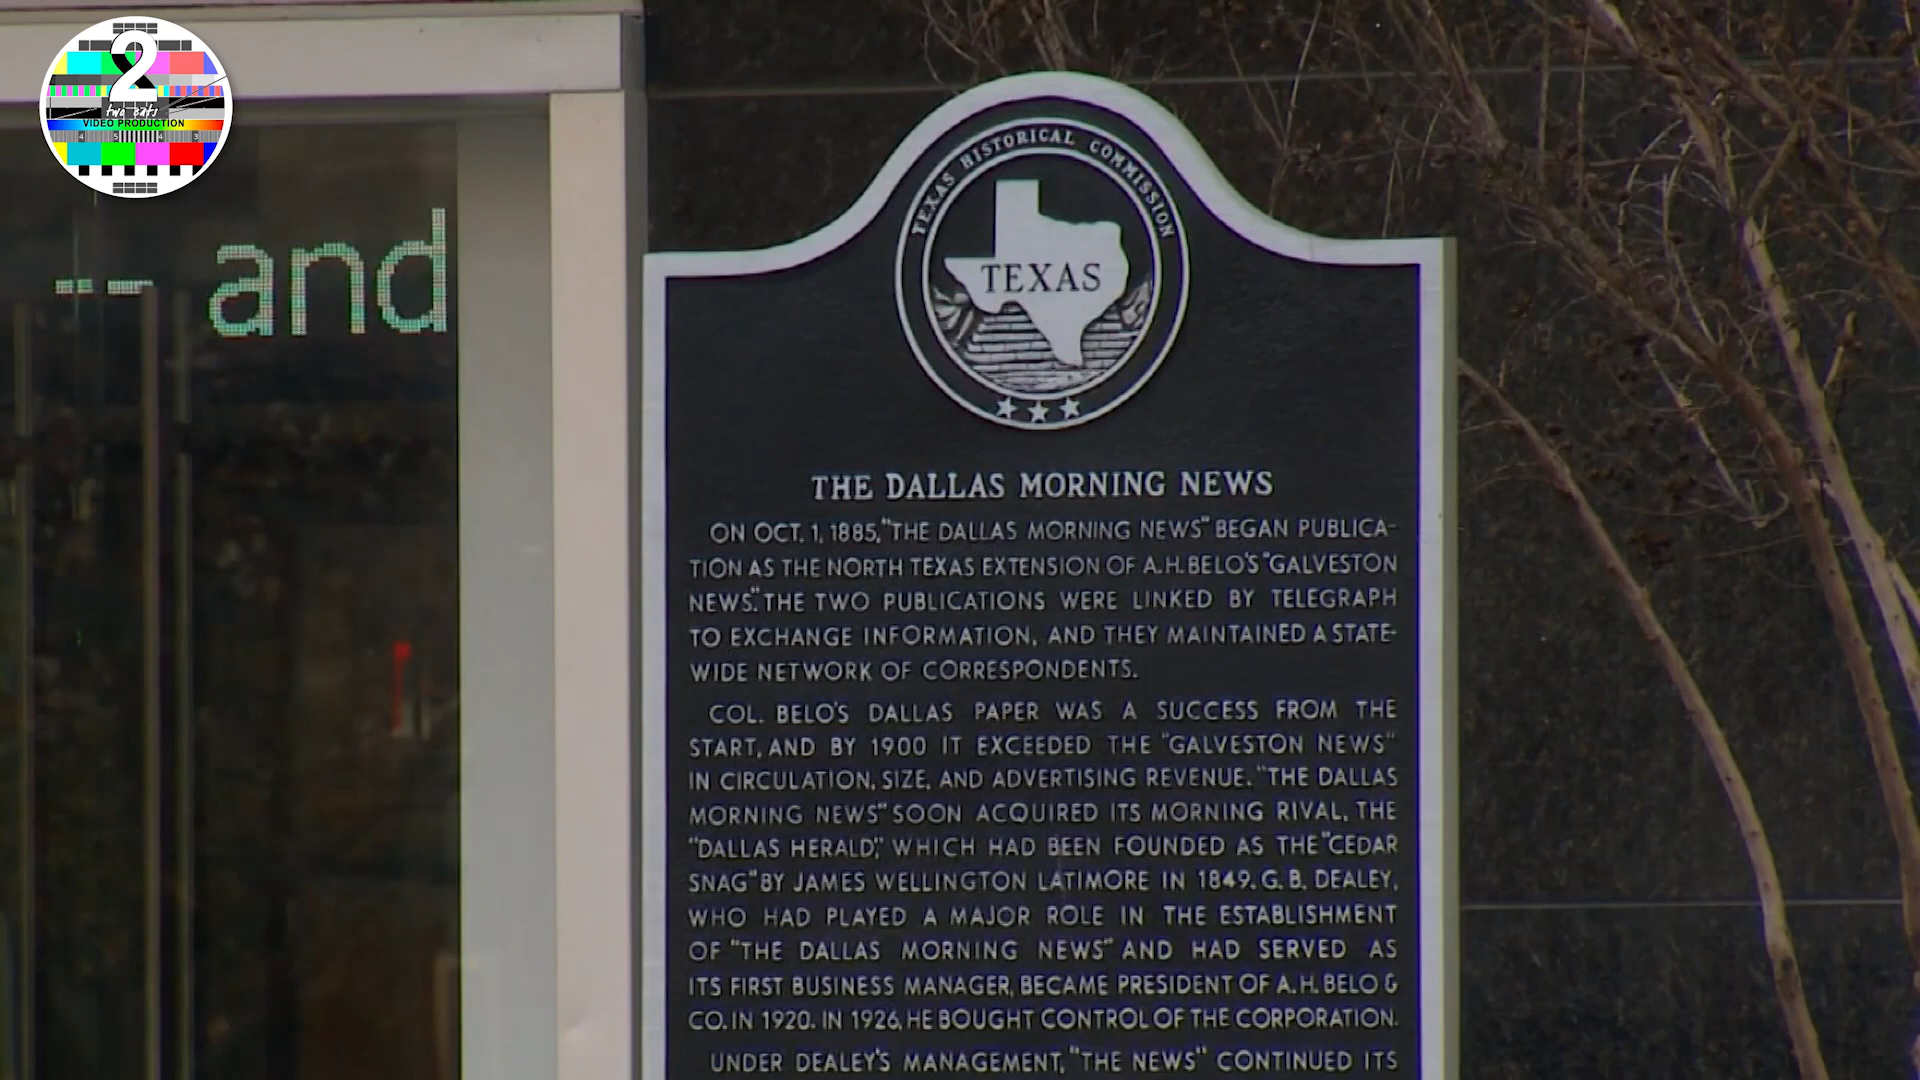 2
two cats
VIDEO PRODUCTION
-- and
TEXAS HISTORICAL COMMISSION
TEXAS
THE DALLAS MORNING NEWS
ON OCT. 1, 1885, "THE DALLAS MORNING NEWS" BEGAN PUBLICA-
TION AS THE NORTH TEXAS EXTENSION OF A.H. BELO'S "GALVESTON
NEWS". THE TWO PUBLICATIONS WERE LINKED BY TELEGRAPH
TO EXCHANGE INFORMATION, AND THEY MAINTAINED A STATE-
WIDE NETWORK OF CORRESPONDENTS.
COL. BELO'S DALLAS PAPER WAS A SUCCESS FROM THE
START, AND BY 1900 IT EXCEEDED THE "GALVESTON NEWS"
IN CIRCULATION, SIZE, AND ADVERTISING REVENUE. "THE DALLAS
MORNING NEWS" SOON ACQUIRED ITS MORNING RIVAL, THE
"DALLAS HERALD," WHICH HAD BEEN FOUNDED AS THE "CEDAR
SNAG" BY JAMES WELLINGTON LATIMORE IN 1849. G. B. DEALEY,
WHO HAD PLAYED A MAJOR ROLE IN THE ESTABLISHMENT
OF "THE DALLAS MORNING NEWS" AND HAD SERVED AS
ITS FIRST BUSINESS MANAGER, BECAME PRESIDENT OF A.H. BELO &
CO. IN 1920. IN 1926, HE BOUGHT CONTROL OF THE CORPORATION.
UNDER DEALEY'S MANAGEMENT, "THE NEWS" CONTINUED ITS